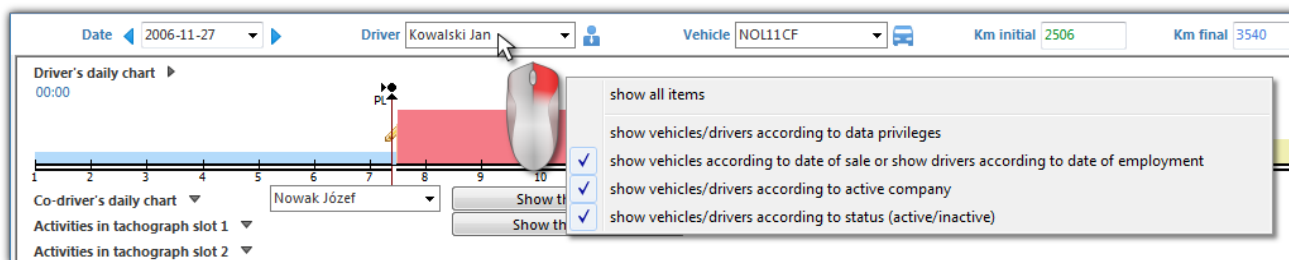 Date 2006-11-27 Driver Kowalski Jan Vehicle NOL11CF Km initial 2506 Km final 3540
Driver's daily chart
00:00
PL
1 2 3 4 5 6 7 8 9 10
show all items
show vehicles/drivers according to data privileges
show vehicles according to date of sale or show drivers according to date of employment
show vehicles/drivers according to active company
show vehicles/drivers according to status (active/inactive)
Co-driver's daily chart Nowak Józef Show th
Activities in tachograph slot 1 Show th
Activities in tachograph slot 2